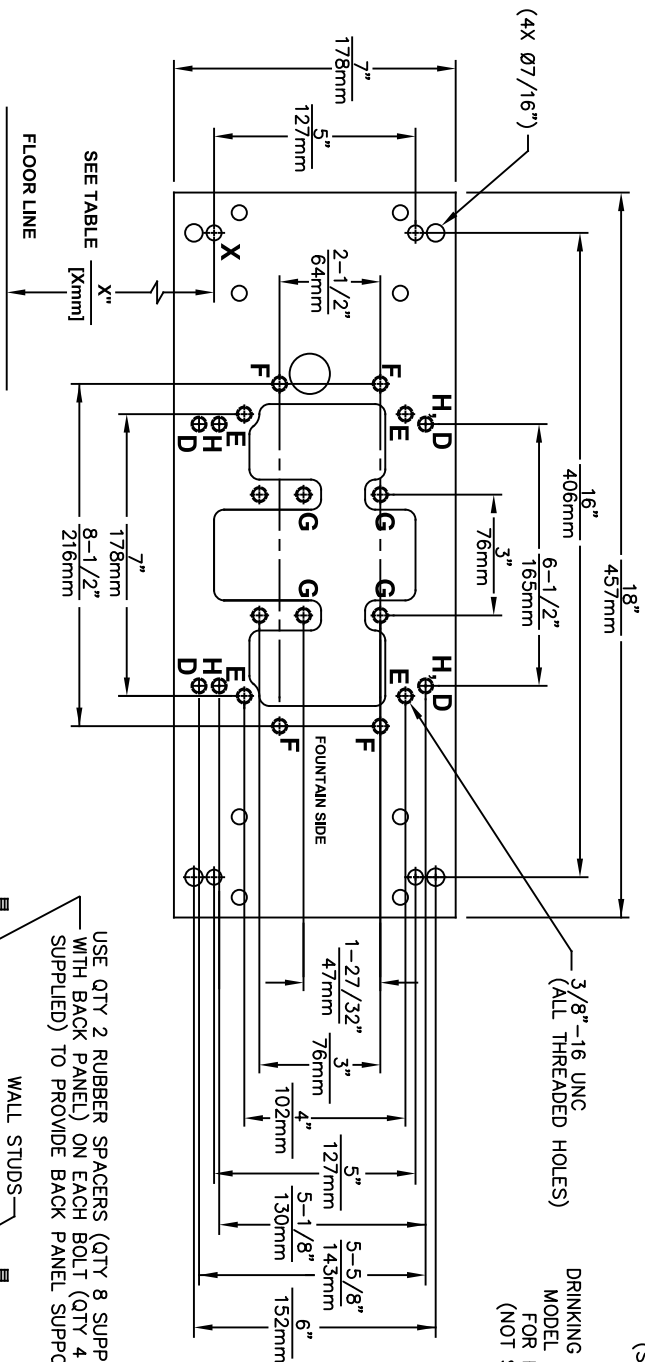 (3
DRINKING
MODEL
FOR
(NOT S
18"
457mm
16"
406mm
6-1/2"
165mm
3"
76mm
(4X Ø7/16")
3/8"-16 UNC
(ALL THREADED HOLES)
7"
178mm
5"
127mm
2-1/2"
64mm
H, D
H, D
E
E
F
F
G
G
G
G
F
F
E
E
H
H
D
D
X
FOUNTAIN SIDE
1-27/32"
47mm
3"
76mm
4"
102mm
5"
127mm
5-1/8"
130mm
5-5/8"
143mm
6"
152mm
7"
178mm
8-1/2"
216mm
SEE TABLE
X"
[Xmm]
FLOOR LINE
USE QTY 2 RUBBER SPACERS (QTY 8 SUPP
WITH BACK PANEL) ON EACH BOLT (QTY 4
SUPPLIED) TO PROVIDE BACK PANEL SUPPO
WALL STUDS